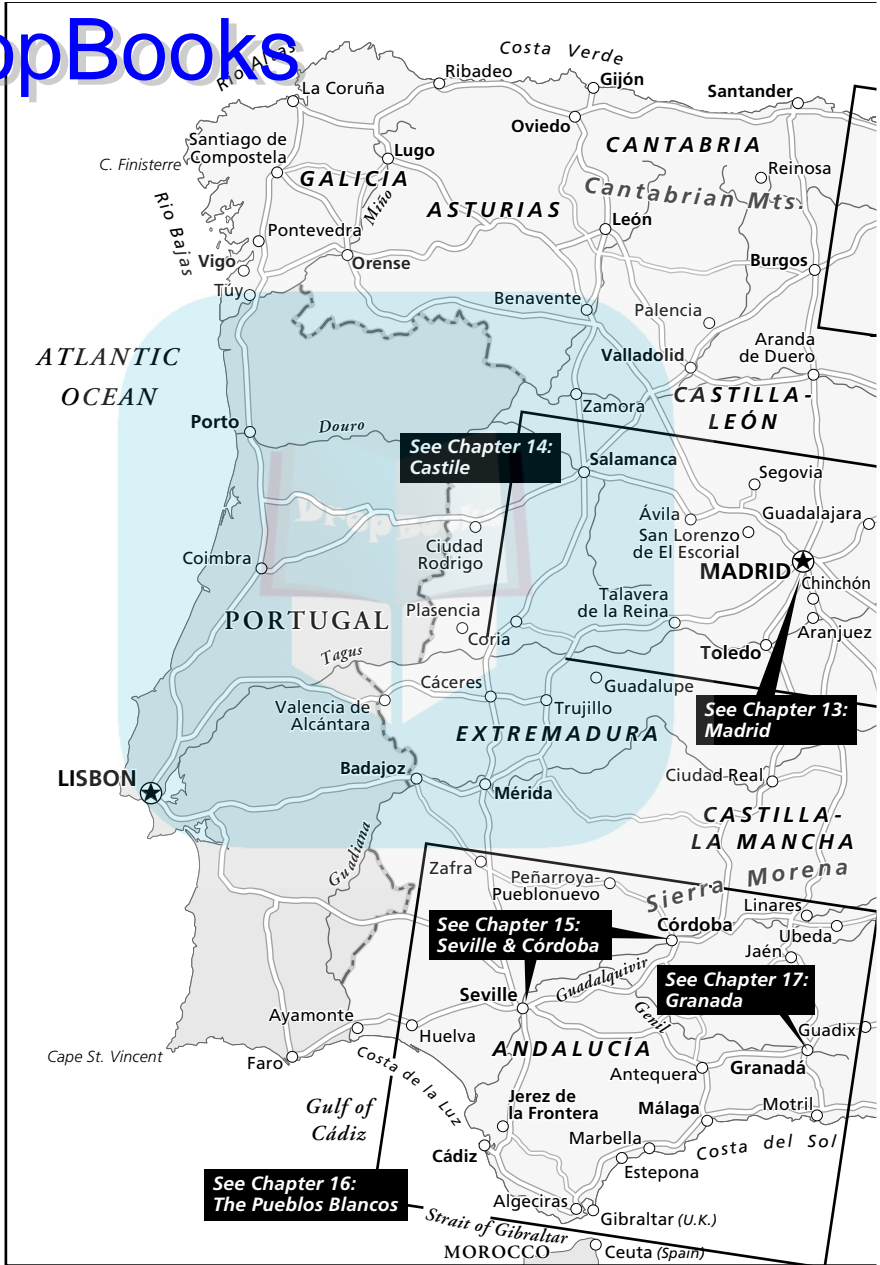 opBooks
Costa Verde
Rio Altas
La Coruña
Ribadeo
Gijón
Santander
Oviedo
Santiago de
Compostela
Lugo
CANTABRIA
C. Finisterre
GALICIA
Reinosa
Miño
Cantabrian Mts.
ASTURIAS
Rio Bajas
Pontevedra
León
Vigo
Orense
Burgos
Túy
Benavente
Palencia
ATLANTIC
OCEAN
Valladolid
Aranda
de Duero
Zamora
CASTILLA-
LEÓN
Porto
Douro
See Chapter 14:
Castile
Salamanca
Segovia
DropBooks
Ávila
Guadalajara
San Lorenzo
de El Escorial
Ciudad
Rodrigo
Coimbra
MADRID
Chinchón
PORTUGAL
Plasencia
Talavera
de la Reina
Coria
Aranjuez
Toledo
Tagus
Cáceres
Guadalupe
Valencia de
Alcántara
Trujillo
See Chapter 13:
Madrid
EXTREMADURA
LISBON
Badajoz
Ciudad Real
Mérida
CASTILLA-
LA MANCHA
Guadiana
Zafra
Peñarroya-
Pueblonuevo
Sierra Morena
Linares
See Chapter 15:
Seville & Córdoba
Córdoba
Ubeda
Jaén
Guadalquivir
See Chapter 17:
Granada
Seville
Genil
Ayamonte
Huelva
Guadix
Cape St. Vincent
Faro
ANDALUCÍA
Costa de la Luz
Antequera
Granadá
Gulf of
Cádiz
Jerez de
la Frontera
Málaga
Motril
Marbella
Costa del Sol
Cádiz
Estepona
See Chapter 16:
The Pueblos Blancos
Algeciras
Gibraltar (U.K.)
Strait of Gibraltar
MOROCCO
Ceuta (Spain)